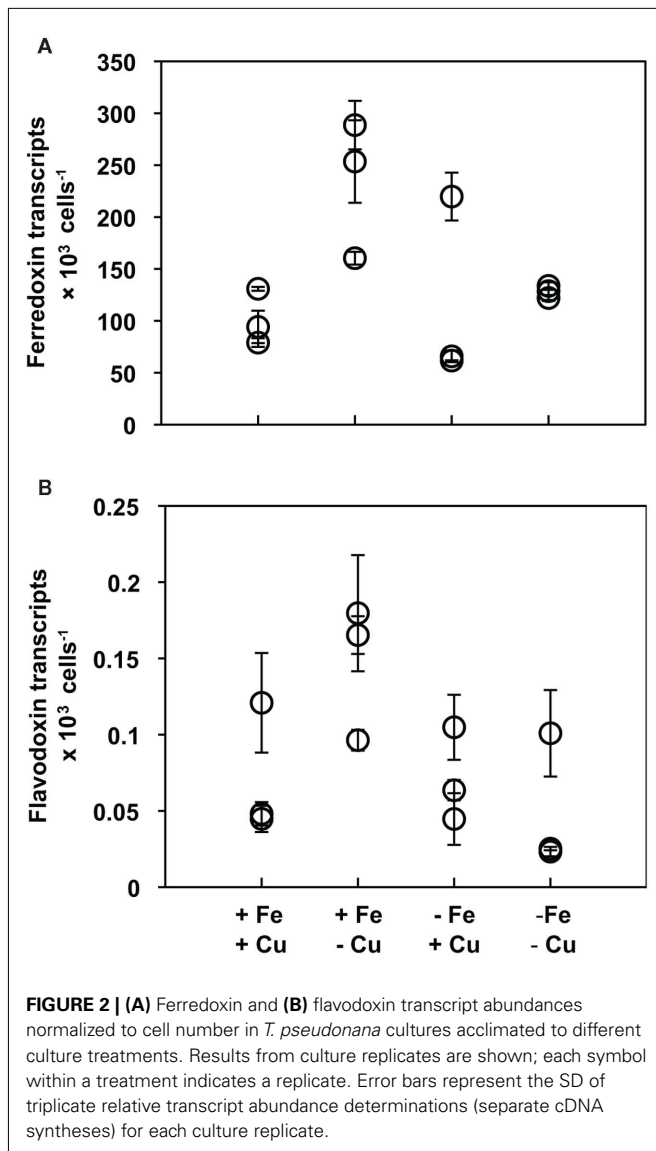 A
350
300
250
200
150
100
50
0
Ferredoxin transcripts
× 10³ cells⁻¹
B
0.25
0.2
0.15
0.1
0.05
0
Flavodoxin transcripts
x 10³ cells⁻¹
+ Fe + Fe - Fe -Fe
+ Cu - Cu + Cu - Cu
FIGURE 2 | (A) Ferredoxin and (B) flavodoxin transcript abundances
normalized to cell number in T. pseudonana cultures acclimated to different
culture treatments. Results from culture replicates are shown; each symbol
within a treatment indicates a replicate. Error bars represent the SD of
triplicate relative transcript abundance determinations (separate cDNA
syntheses) for each culture replicate.